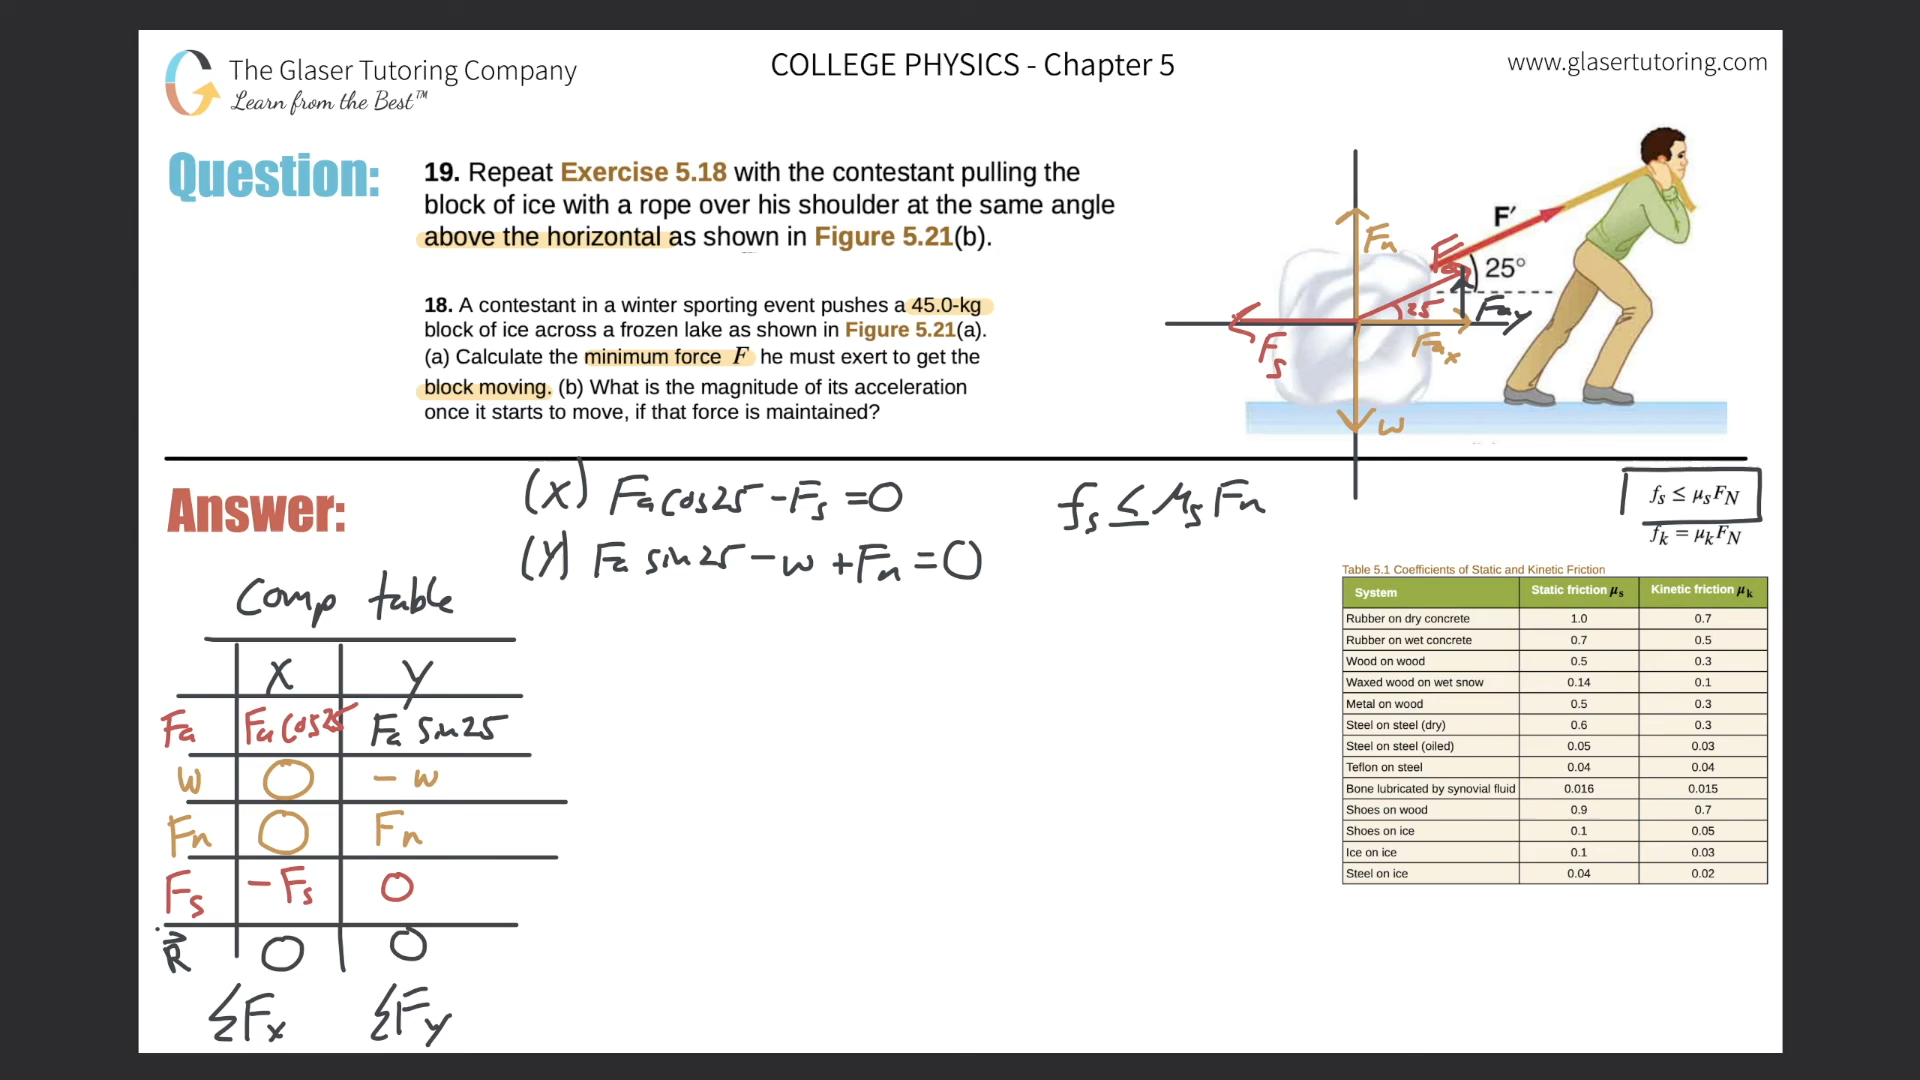 The Glaser Tutoring Company
Learn from the Best™
COLLEGE PHYSICS - Chapter 5
www.glasertutoring.com
Question:
19. Repeat Exercise 5.18 with the contestant pulling the
block of ice with a rope over his shoulder at the same angle
above the horizontal as shown in Figure 5.21(b).
18. A contestant in a winter sporting event pushes a 45.0-kg
block of ice across a frozen lake as shown in Figure 5.21(a).
(a) Calculate the minimum force F he must exert to get the
block moving. (b) What is the magnitude of its acceleration
once it starts to move, if that force is maintained?
F′
25°
Fn
Fa
25
Fay
Fax
Fs
w
Answer:
(x) Fa cos25 - Fs = 0
(y) Fa sin25 - w + Fn = 0
fs ≤ μs Fn
fs ≤ μsFN
fk = μkFN
Comp table
X Y
Fa Fa cos25 Fa sin25
w 0 - w
Fn 0 Fn
Fs - Fs 0
R 0 0
ΣFx ΣFy
Table 5.1 Coefficients of Static and Kinetic Friction
System Static friction μs Kinetic friction μk
Rubber on dry concrete 1.0 0.7
Rubber on wet concrete 0.7 0.5
Wood on wood 0.5 0.3
Waxed wood on wet snow 0.14 0.1
Metal on wood 0.5 0.3
Steel on steel (dry) 0.6 0.3
Steel on steel (oiled) 0.05 0.03
Teflon on steel 0.04 0.04
Bone lubricated by synovial fluid 0.016 0.015
Shoes on wood 0.9 0.7
Shoes on ice 0.1 0.05
Ice on ice 0.1 0.03
Steel on ice 0.04 0.02